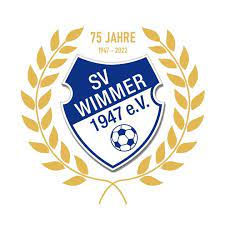 75 JAHRE
1947 - 2022
SV
WIMMER
1947 e.V.